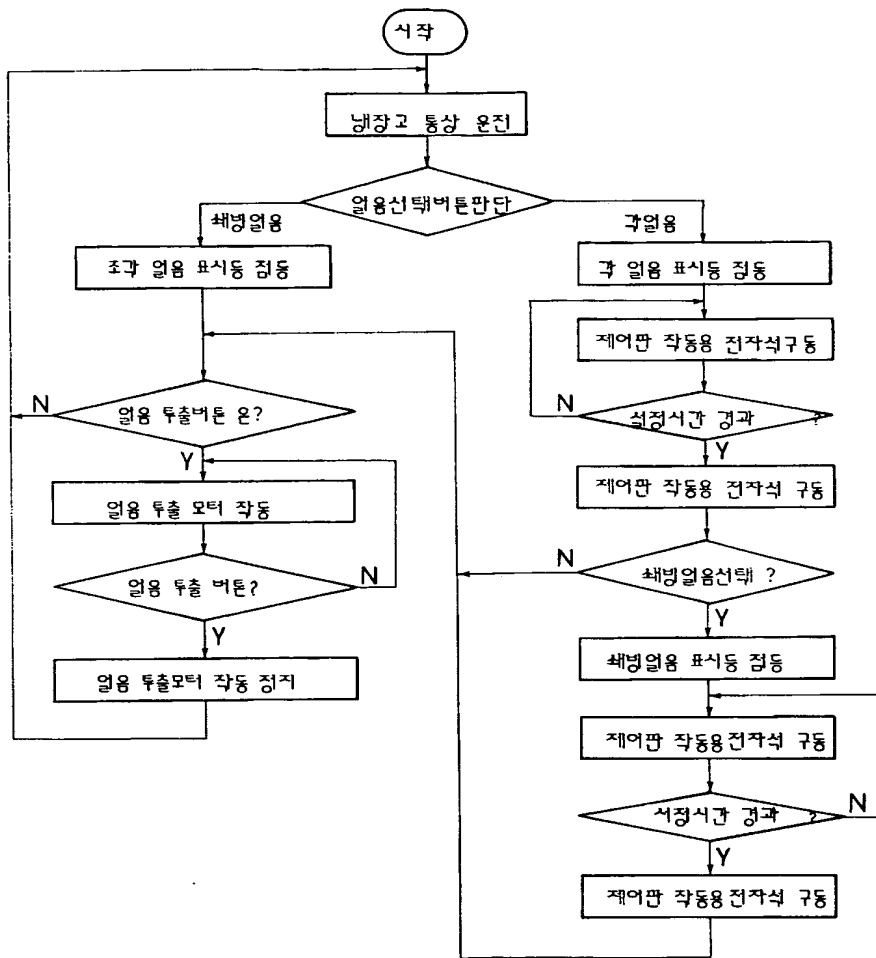 시작
냉장고 통상 운전
얼음선택버튼판단
쇄빙얼음
각얼음
조각 얼음 표시등 점등
각 얼음 표시등 점등
제어판 작동용 전자석구동
N
얼음 투출버튼 온?
N
설정시간 경과 ?
Y
Y
제어판 작동용 전자석 구동
얼음 투출 모터 작동
N
쇄빙얼음선택 ?
얼음 투출 버튼?
N
Y
Y
쇄빙얼음 표시등 점등
얼음 투출모터 작동 정지
제어판 작동용전자석 구동
서정시간 경과 ?
N
Y
제어판 작동용전자석 구동